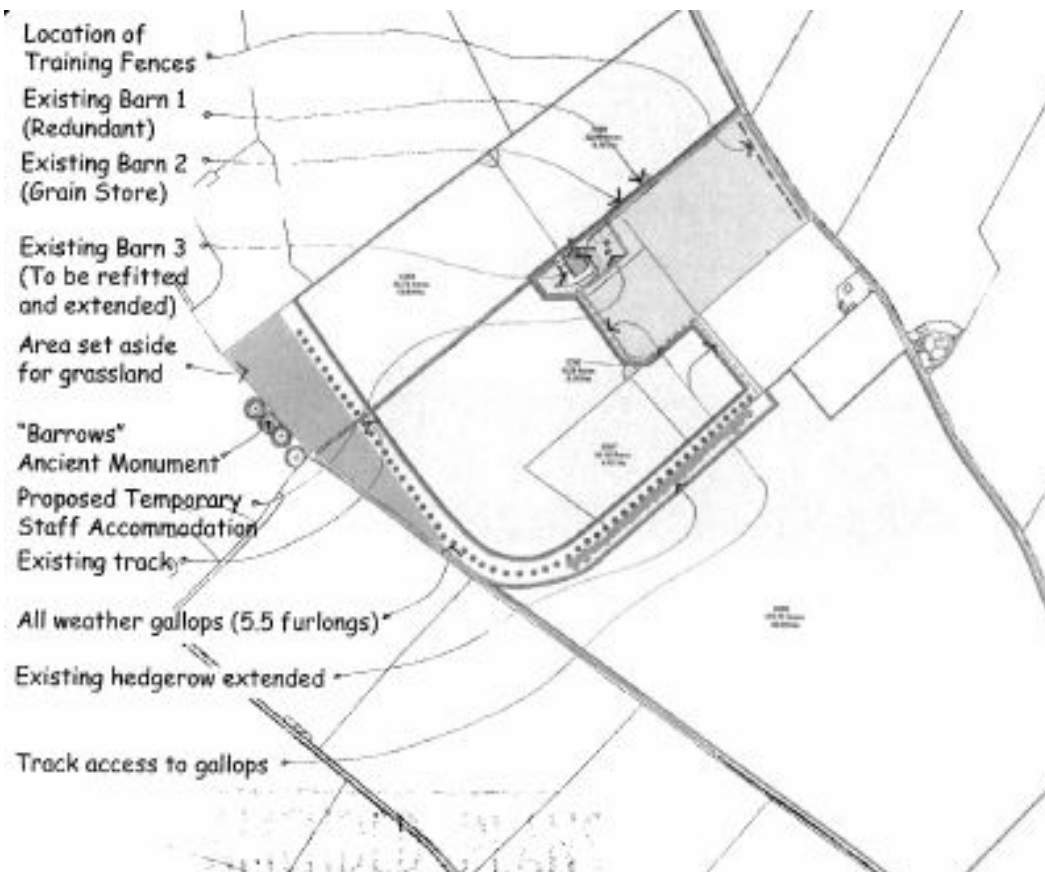 Location of
Training Fences
Existing Barn 1
(Redundant)
Existing Barn 2
(Grain Store)
Existing Barn 3
(To be refitted
and extended)
Area set aside
for grassland
"Barrows"
Ancient Monument
Proposed Temporary
Staff Accommodation
Existing track
All weather gallops (5.5 furlongs)
Existing hedgerow extended
Track access to gallops